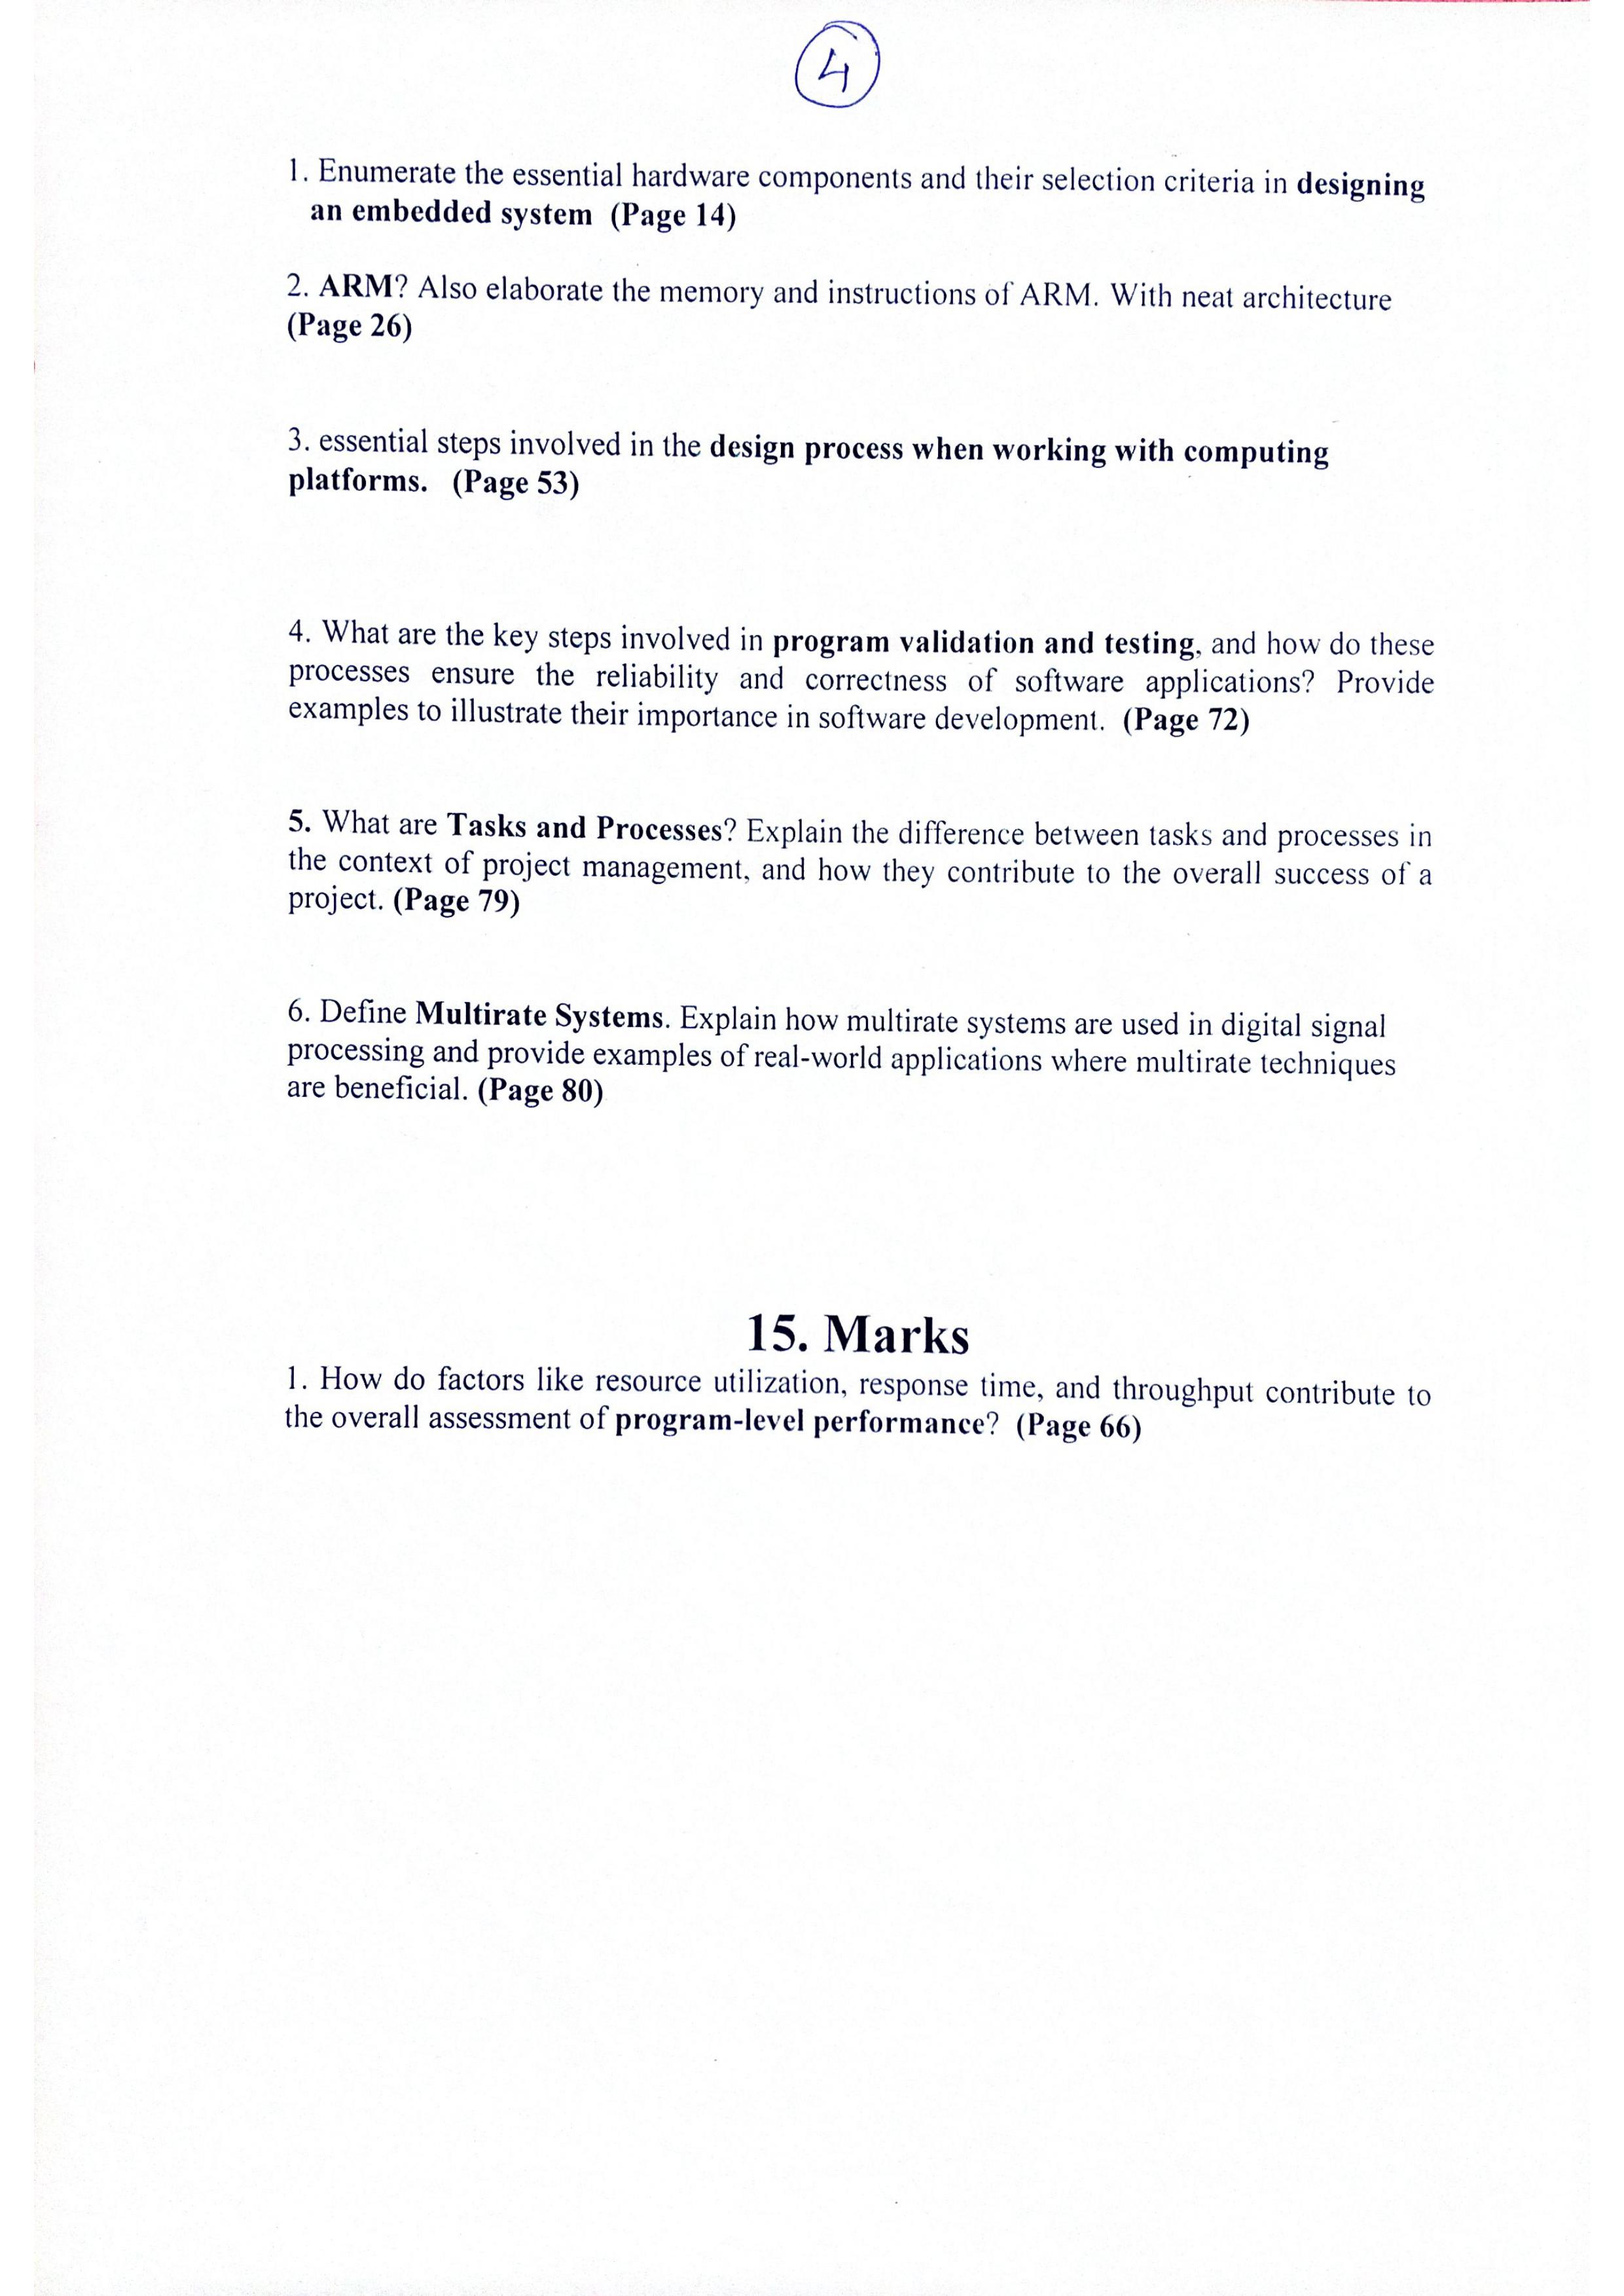 4
1. Enumerate the essential hardware components and their selection criteria in designing
an embedded system (Page 14)
2. ARM? Also elaborate the memory and instructions of ARM. With neat architecture
(Page 26)
3. essential steps involved in the design process when working with computing
platforms. (Page 53)
4. What are the key steps involved in program validation and testing, and how do these
processes ensure the reliability and correctness of software applications? Provide
examples to illustrate their importance in software development. (Page 72)
5. What are Tasks and Processes? Explain the difference between tasks and processes in
the context of project management, and how they contribute to the overall success of a
project. (Page 79)
6. Define Multirate Systems. Explain how multirate systems are used in digital signal
processing and provide examples of real-world applications where multirate techniques
are beneficial. (Page 80)
15. Marks
1. How do factors like resource utilization, response time, and throughput contribute to
the overall assessment of program-level performance? (Page 66)